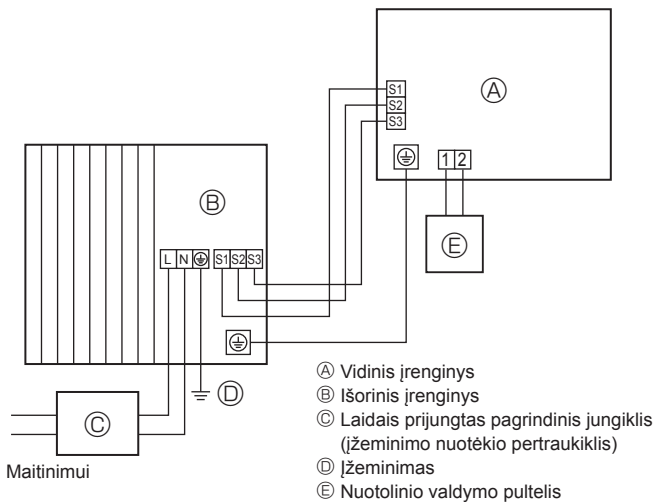 S1
S2
S3
Ⓐ
1 2
Ⓑ
L N S1 S2 S3
Ⓔ
Ⓓ
Ⓒ
Maitinimui
Ⓐ Vidinis įrenginys
Ⓑ Išorinis įrenginys
Ⓒ Laidais prijungtas pagrindinis jungiklis
(įžeminimo nuotėkio pertraukiklis)
Ⓓ Įžeminimas
Ⓔ Nuotolinio valdymo pultelis